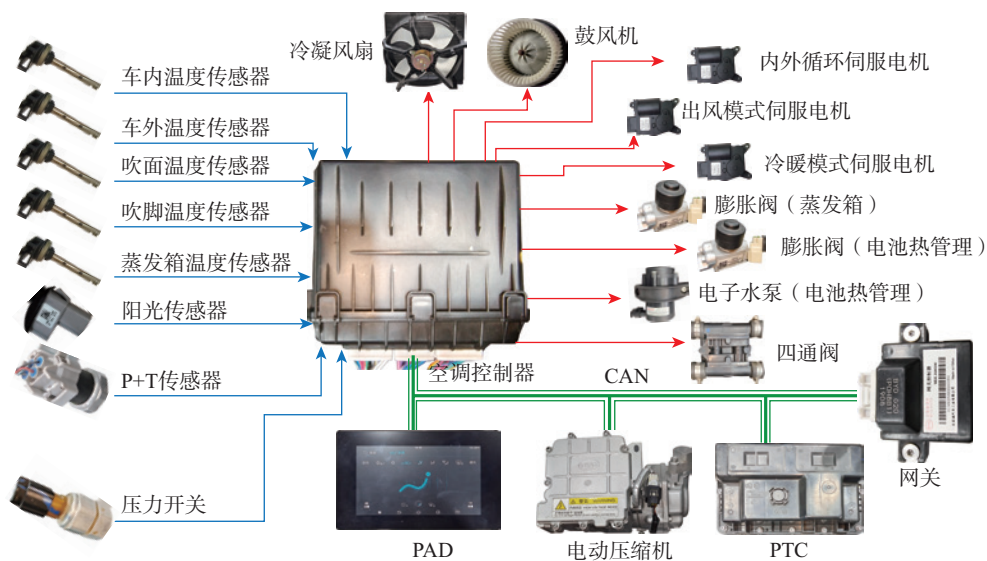 冷凝风扇
鼓风机
内外循环伺服电机
车内温度传感器
出风模式伺服电机
车外温度传感器
吹面温度传感器
冷暖模式伺服电机
吹脚温度传感器
膨胀阀（蒸发箱）
膨胀阀（电池热管理）
蒸发箱温度传感器
电子水泵（电池热管理）
阳光传感器
四通阀
P+T传感器
空调控制器
CAN
网关
压力开关
PAD
电动压缩机
PTC